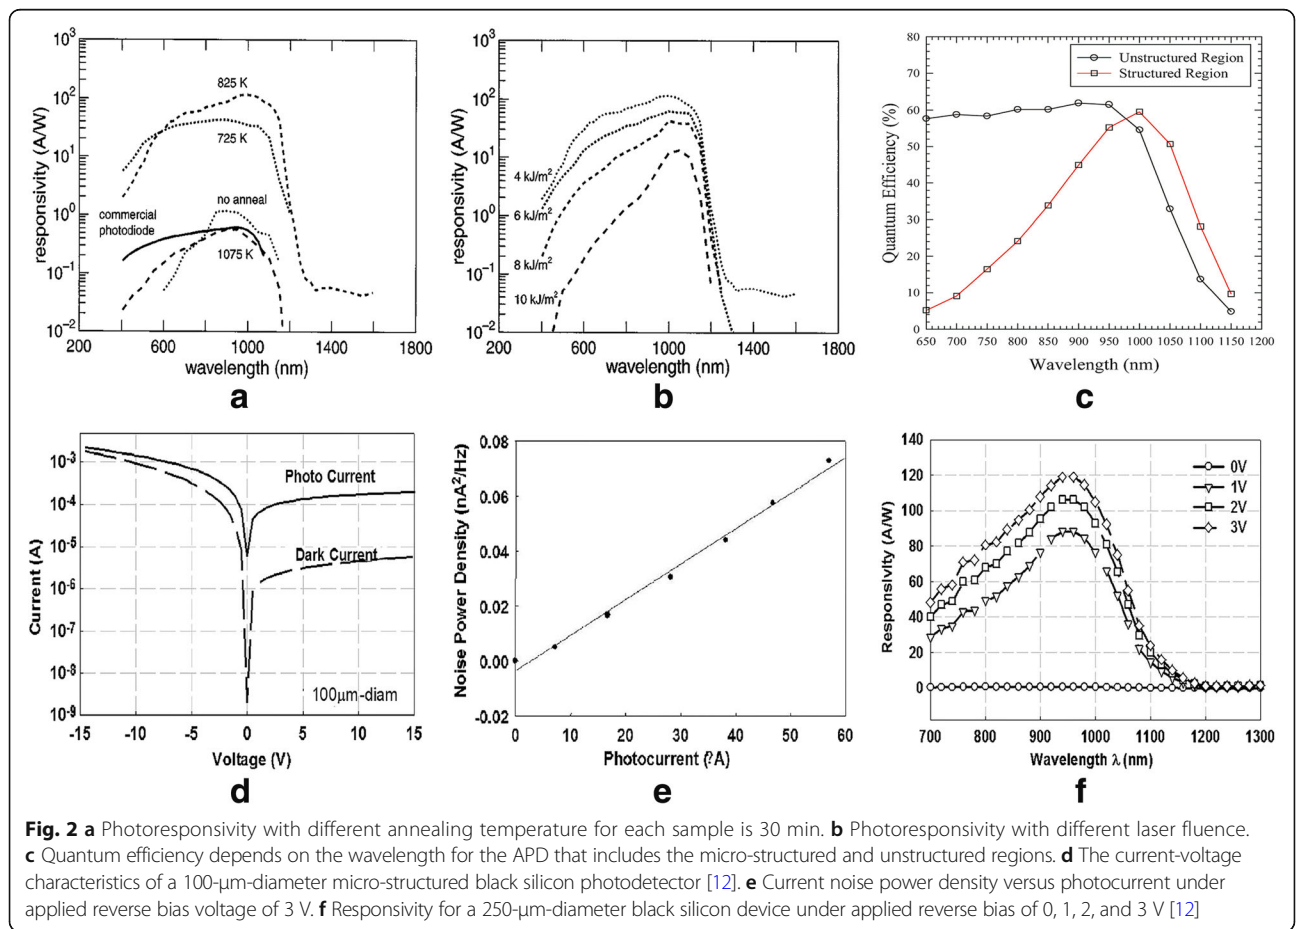 10³
10²
10¹
10⁰
10⁻¹
10⁻²
responsivity (A/W)
825 K
725 K
no anneal
commercial
photodiode
1075 K
200 600 1000 1400 1800
wavelength (nm)
a
10³
10²
10¹
10⁰
10⁻¹
10⁻²
responsivity (A/W)
4 kJ/m²
6 kJ/m²
8 kJ/m²
10 kJ/m²
200 600 1000 1400 1800
wavelength (nm)
b
80
70
60
50
40
30
20
10
0
Quantum Efficiency (%)
Unstructured Region
Structured Region
650 700 750 800 850 900 950 1000 1050 1100 1150 1200
Wavelength (nm)
c
10⁻³
10⁻⁴
10⁻⁵
10⁻⁶
10⁻⁷
10⁻⁸
10⁻⁹
Current (A)
Photo Current
Dark Current
100μm-diam
-15 -10 -5 0 5 10 15
Voltage (V)
d
0.08
0.06
0.04
0.02
0.00
-0.02
Noise Power Density (nA²/Hz)
0 10 20 30 40 50 60
Photocurrent (?A)
e
140
120
100
80
60
40
20
0
Responsivity (A/W)
0V
1V
2V
3V
700 800 900 1000 1100 1200 1300
Wavelength λ (nm)
f
Fig. 2 a Photoresponsivity with different annealing temperature for each sample is 30 min. b Photoresponsivity with different laser fluence.
c Quantum efficiency depends on the wavelength for the APD that includes the micro-structured and unstructured regions. d The current-voltage
characteristics of a 100-μm-diameter micro-structured black silicon photodetector [12]. e Current noise power density versus photocurrent under
applied reverse bias voltage of 3 V. f Responsivity for a 250-μm-diameter black silicon device under applied reverse bias of 0, 1, 2, and 3 V [12]